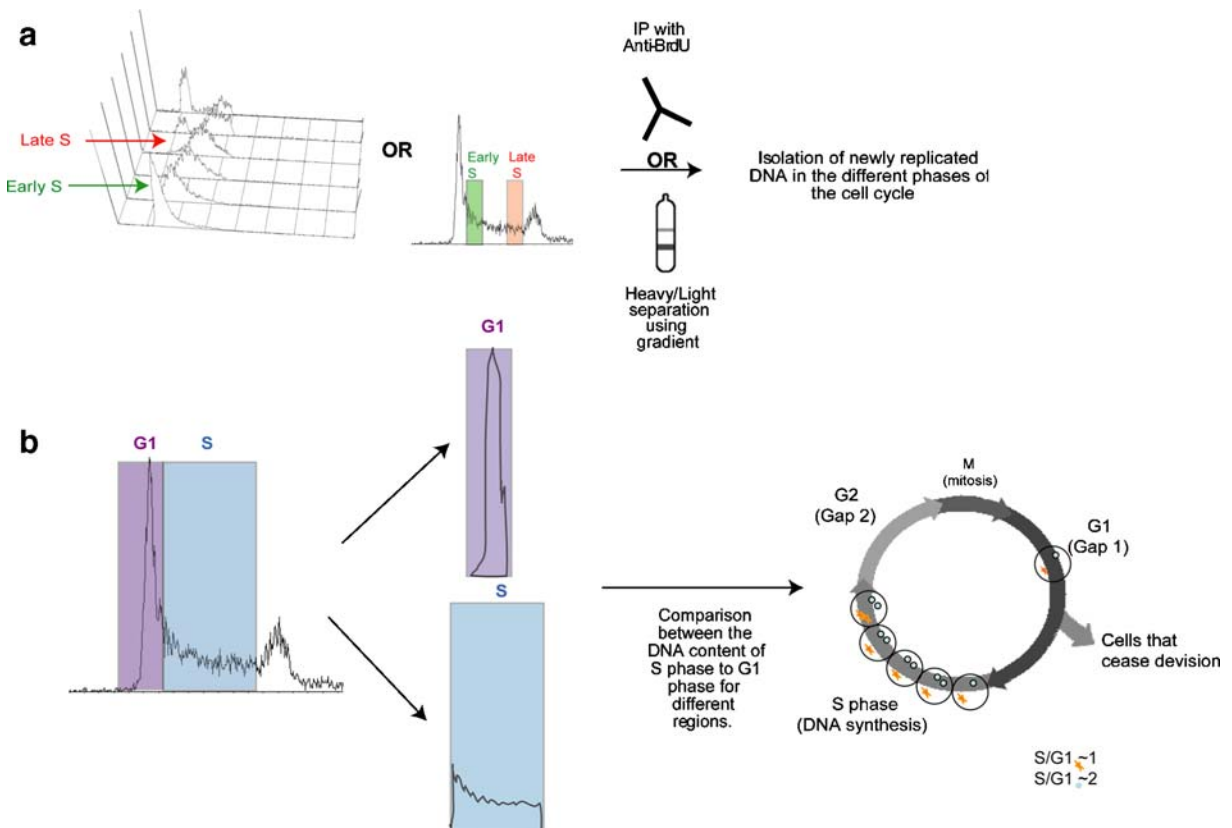 a
IP with
Anti-BrdU
Late S
Early S
OR
Early
S
Late
S
OR
Isolation of newly replicated
DNA in the different phases of
the cell cycle
Heavy/Light
separation
using
gradient
b
G1
S
G1
S
Comparison
between the
DNA content of
S phase to G1
phase for
different
regions.
M
(mitosis)
G2
(Gap 2)
G1
(Gap 1)
Cells that
cease devision
S phase
(DNA synthesis)
S/G1 ~1
S/G1 ~2